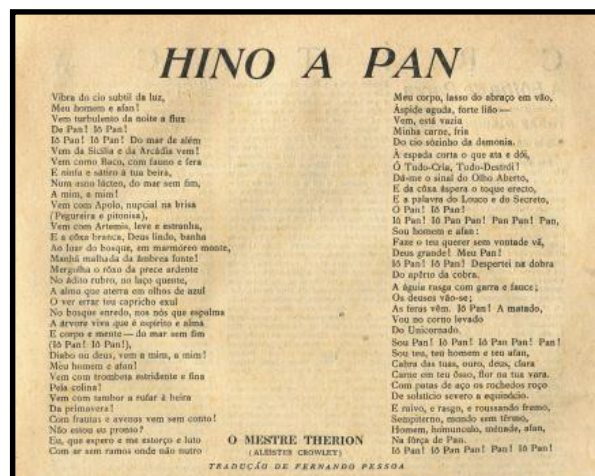 HINO A PAN
Vibra do cio subtil da luz,
Meu homem e afan!
Vem turbulento da noite a flux
De Pan! Iô Pan!
Iô Pan! Iô Pan! Do mar de além
Vem da Sicília e da Arcádia vem!
Vem como Baco, com fauno e fera
E ninfa e sátiro à tua beira,
Num asno lácteo, do mar sem fim,
A mim, a mim!
Vem com Apolo, nupcial na brisa
(Pegureira e pitonisa),
Vem com Artemis, leve e estranha,
E a côxa branca, Deus lindo, banha
Ao luar do bosque, em marmóreo monte,
Manhã malhada da âmbrea fonte!
Mergulha o rôxo da prece ardente
No ádito rubro, no laço quente,
A alma que aterra em olhos de azul
O ver errar teu capricho exul
No bosque enredo, nos nós que espalma
A árvore viva que é espírito e alma
E corpo e mente — do mar sem fim
(Iô Pan! Iô Pan!),
Diabo ou deus, vem a mim, a mim!
Meu homem e afan!
Vem com trombeta estridente e fina
Pela colina!
Vem com tambor a rufar à beira
Da primavera!
Com frautas e avenas vem sem conto!
Não estou eu pronto?
Eu, que espero e me estorço e luto
Com ar sem ramos onde não nutro
Meu corpo, lasso do abraço em vão,
Áspide aguda, forte lião —
Vem, está vazia
Minha carne, fria
Do cio sòzinho da demonia.
À espada corta o que ata e dói,
Ó Tudo-Cria, Tudo-Destrói!
Dá-me o sinal do Olho Aberto,
E da côxa áspera o toque erecto,
E a palavra do Louco e do Secreto,
Ó Pan! Iô Pan!
Iô Pan! Iô Pan Pan! Pan Pan! Pan,
Sou homem e afan:
Faze o teu querer sem vontade vã,
Deus grande! Meu Pan!
Iô Pan! Iô Pan! Despertei na dobra
Do apêrto da cobra.
A águia rasga com garra e fauce;
Os deuses vão-se;
As feras vêm. Iô Pan! A matado,
Vou no corno levado
Do Unicornado.
Sou Pan! Iô Pan! Iô Pan Pan! Pan!
Sou teu, teu homem e teu afan,
Cabra das tuas, ouro, deus, clara
Carne em teu ôsso, flor na tua vara.
Com patas de aço os rochedos roço
De solstício severo a equinócio.
E raivo, e rasgo, e roussando fremo,
Sempiterno, mundo sem têrmo,
Homem, homúnculo, ménade, afan,
Na fôrça de Pan.
Iô Pan! Iô Pan Pan! Pan! Iô Pan!
O MESTRE THERION
(ALEISTER CROWLEY)
TRADUÇÃO DE FERNANDO PESSOA